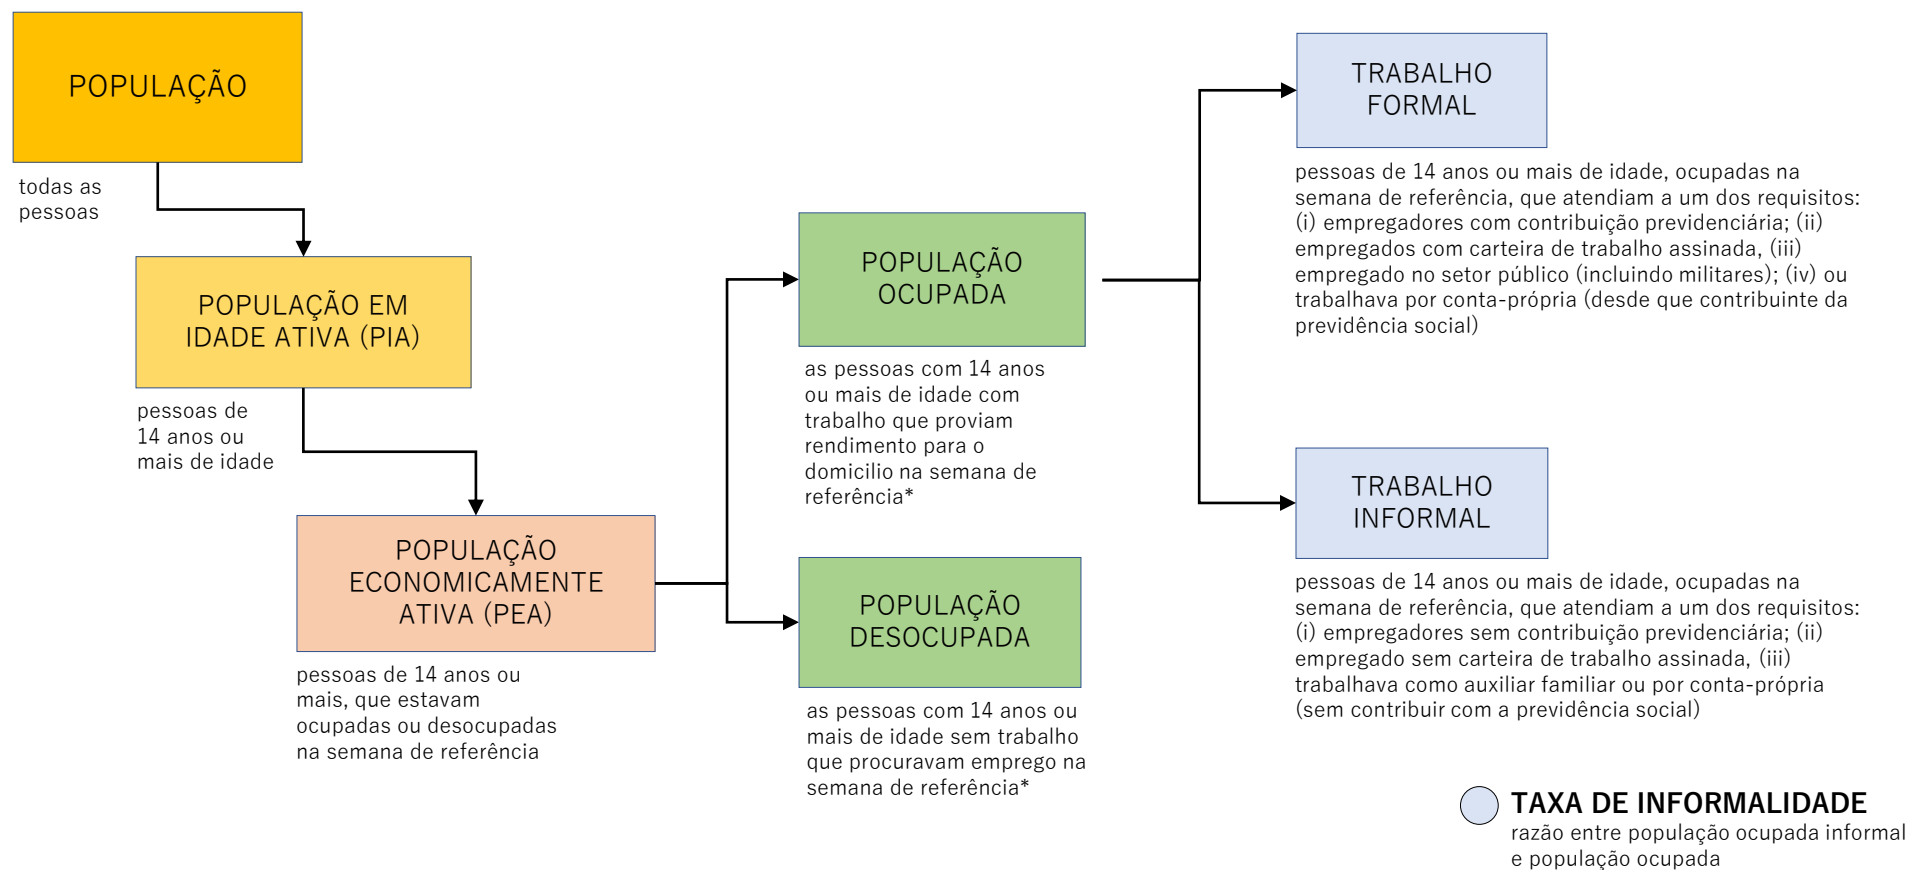 POPULAÇÃO
todas as
pessoas
POPULAÇÃO EM
IDADE ATIVA (PIA)
pessoas de
14 anos ou
mais de idade
POPULAÇÃO
ECONOMICAMENTE
ATIVA (PEA)
pessoas de 14 anos ou
mais, que estavam
ocupadas ou desocupadas
na semana de referência
POPULAÇÃO
OCUPADA
as pessoas com 14 anos
ou mais de idade com
trabalho que proviam
rendimento para o
domicilio na semana de
referência*
POPULAÇÃO
DESOCUPADA
as pessoas com 14 anos ou
mais de idade sem trabalho
que procuravam emprego na
semana de referência*
TRABALHO
FORMAL
pessoas de 14 anos ou mais de idade, ocupadas na
semana de referência, que atendiam a um dos requisitos:
(i) empregadores com contribuição previdenciária; (ii)
empregados com carteira de trabalho assinada, (iii)
empregado no setor público (incluindo militares); (iv) ou
trabalhava por conta-própria (desde que contribuinte da
previdência social)
TRABALHO
INFORMAL
pessoas de 14 anos ou mais de idade, ocupadas na
semana de referência, que atendiam a um dos requisitos:
(i) empregadores sem contribuição previdenciária; (ii)
empregado sem carteira de trabalho assinada, (iii)
trabalhava como auxiliar familiar ou por conta-própria
(sem contribuir com a previdência social)
TAXA DE INFORMALIDADE
razão entre população ocupada informal
e população ocupada